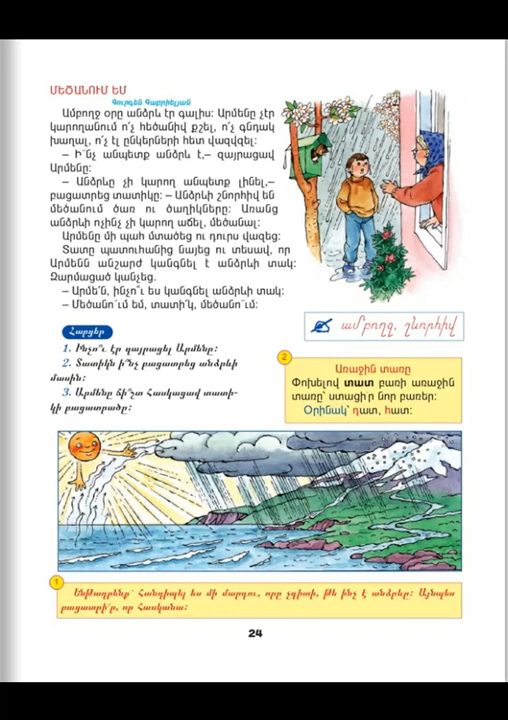 ՄԵԾԱՆՈՒՄ ԵՄ
Գուրգեն Գաբրիելյան
Ամբողջ օրը անձրև էր գալիս։ Արմենը չէր
կարողանում ո՛չ հեծանիվ քշել, ո՛չ գնդակ
խաղալ, ո՛չ էլ ընկերների հետ վազվզել։
– Ի՜նչ անպետք անձրև է,– զայրացավ
Արմենը։
– Անձրևը չի կարող անպետք լինել,–
բացատրեց տատիկը։ – Անձրևի շնորհիվ են
մեծանում ծառ ու ծաղիկները։ Առանց
անձրևի ոչինչ չի կարող աճել, մեծանալ։
Արմենը մի պահ մտածեց ու դուրս վազեց։
Տատը պատուհանից նայեց ու տեսավ, որ
Արմենն անշարժ կանգնել է անձրևի տակ։
Զարմացած կանչեց.
– Արմե՛ն, ինչո՞ւ ես կանգնել անձրևի տակ։
– Մեծանո՜ւմ եմ, տատի՛կ, մեծանո՜ւմ։
ամբողջ, շնորհիվ
Հարցեր
1. Ինչո՞ւ էր զայրացել Արմենը։
2. Տատիկն ի՞նչ բացատրեց անձրևի
մասին։
3. Արմենը ճի՞շտ հասկացավ տատի-
կի բացատրածը։
2
Առաջին տառը
Փոխելով տատ բառի առաջին
տառը՝ ստացի՛ր նոր բառեր։
Օրինակ՝ դատ, հատ։
1
Ենթադրենք՝ հանդիպել ես մի մարդու, որը չգիտի, թե ինչ է անձրևը։ Այնպես
բացատրի՛ր, որ հասկանա։
24